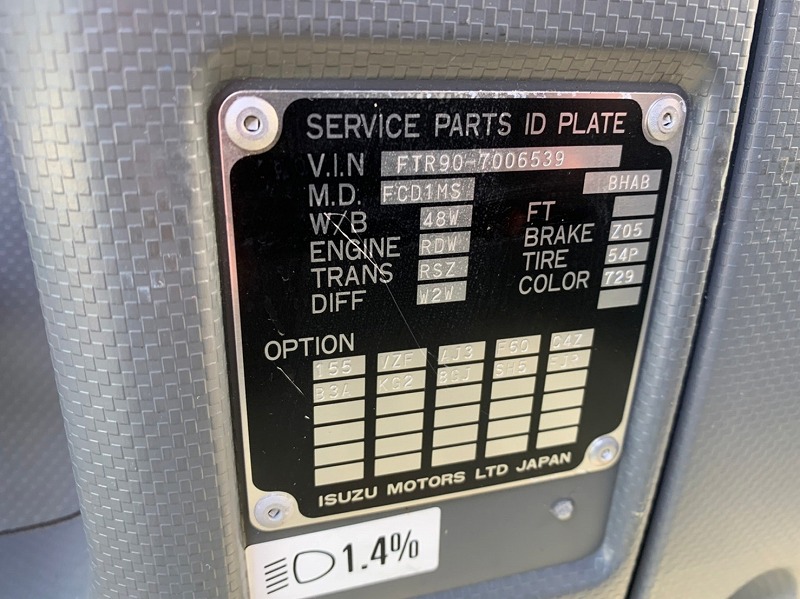 SERVICE PARTS ID PLATE
V.I.N FTR90-7006539
M.D. FCD1MS BHAB
W/B 48W FT
ENGINE RDW BRAKE Z05
TRANS RSZ TIRE 54P
DIFF W2W COLOR 729
OPTION
155 AJ3 F60 C4Z
B3A KG2 SH5
ISUZU MOTORS LTD JAPAN
1.4%